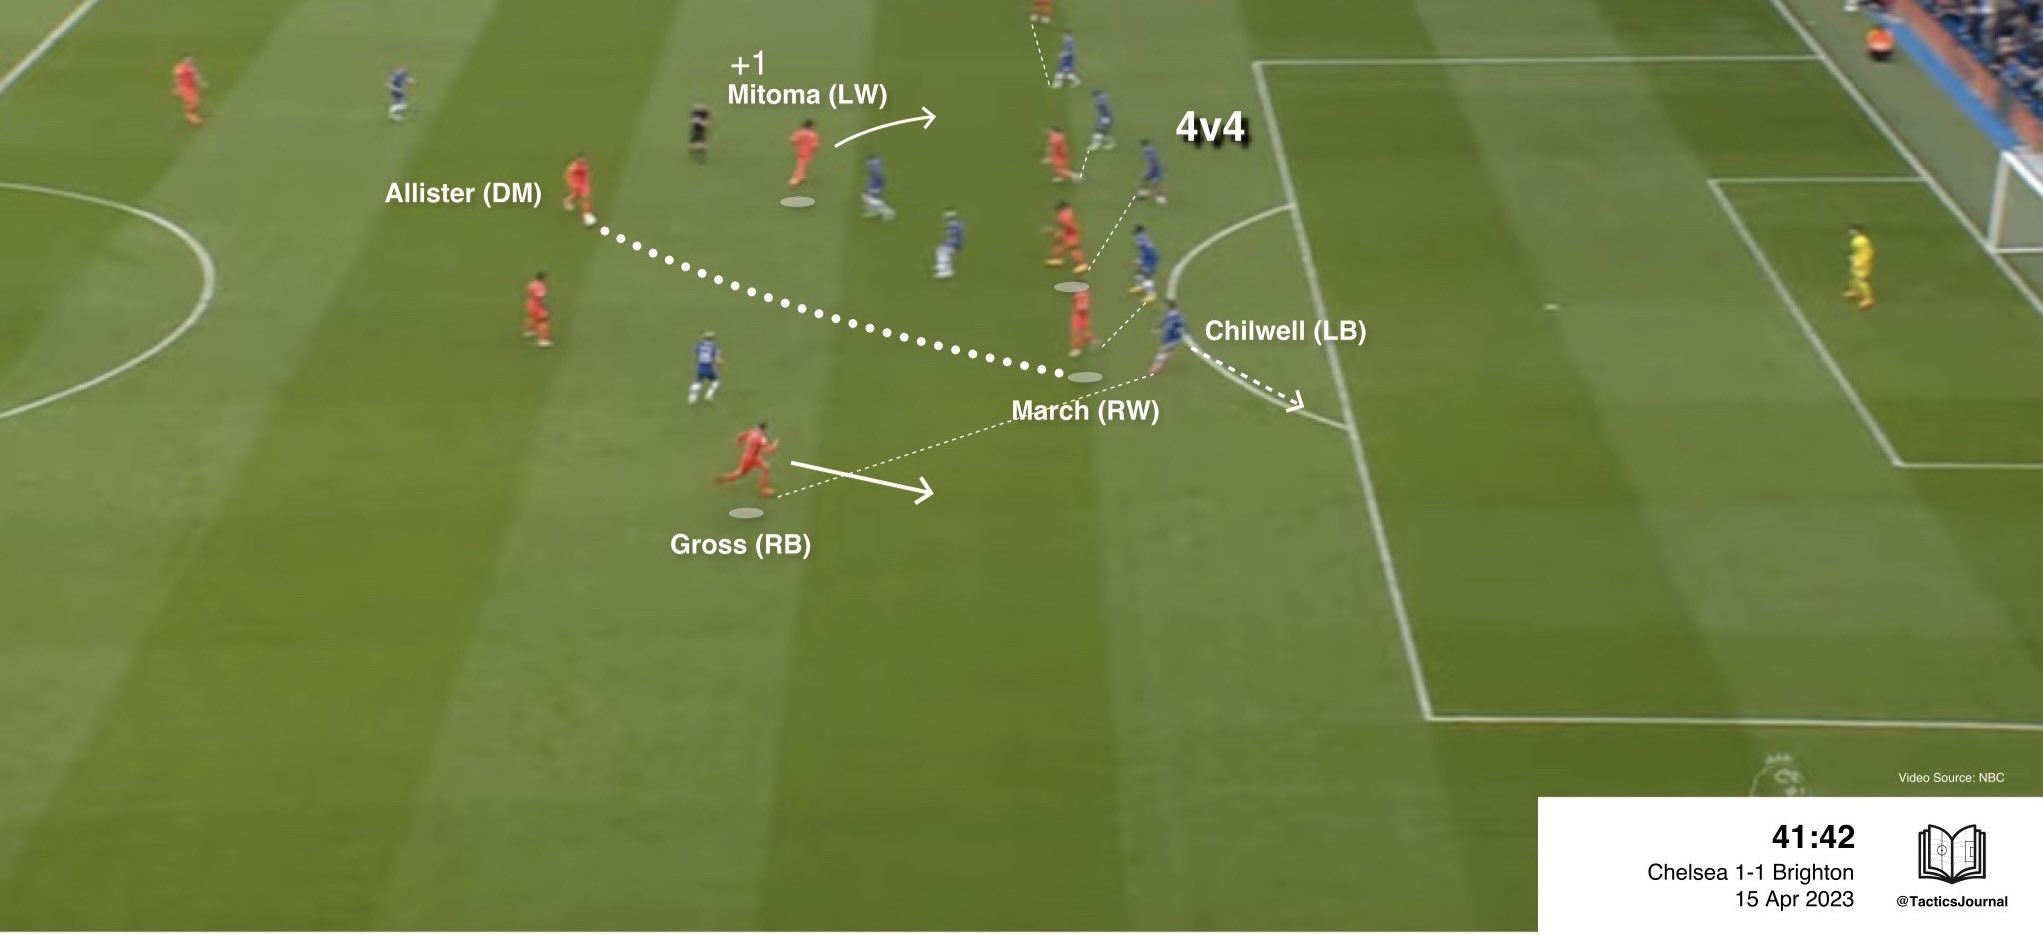 +1
Mitoma (LW)
4v4
Allister (DM)
Chilwell (LB)
March (RW)
Gross (RB)
Video Source: NBC
41:42
Chelsea 1-1 Brighton
15 Apr 2023
@TacticsJournal